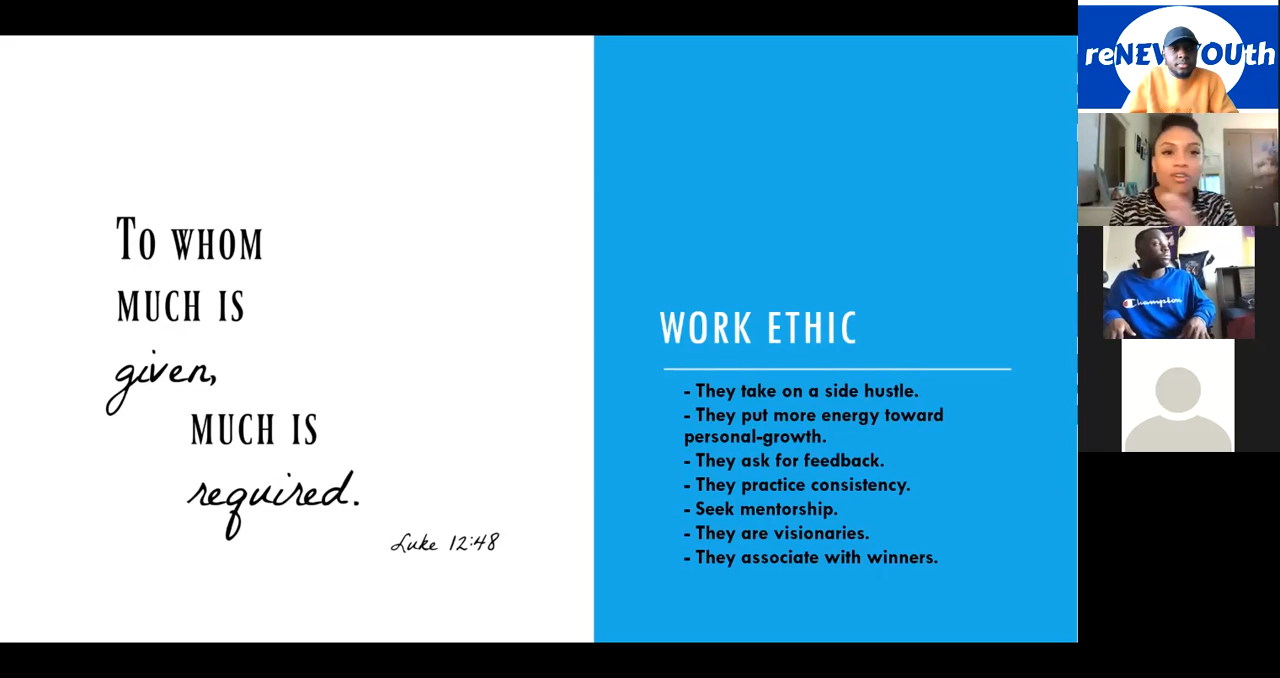 To whom
much is
given,
much is
required.
Luke 12:48
WORK ETHIC
- They take on a side hustle.
- They put more energy toward
personal-growth.
- They ask for feedback.
- They practice consistency.
- Seek mentorship.
- They are visionaries.
- They associate with winners.
Champion